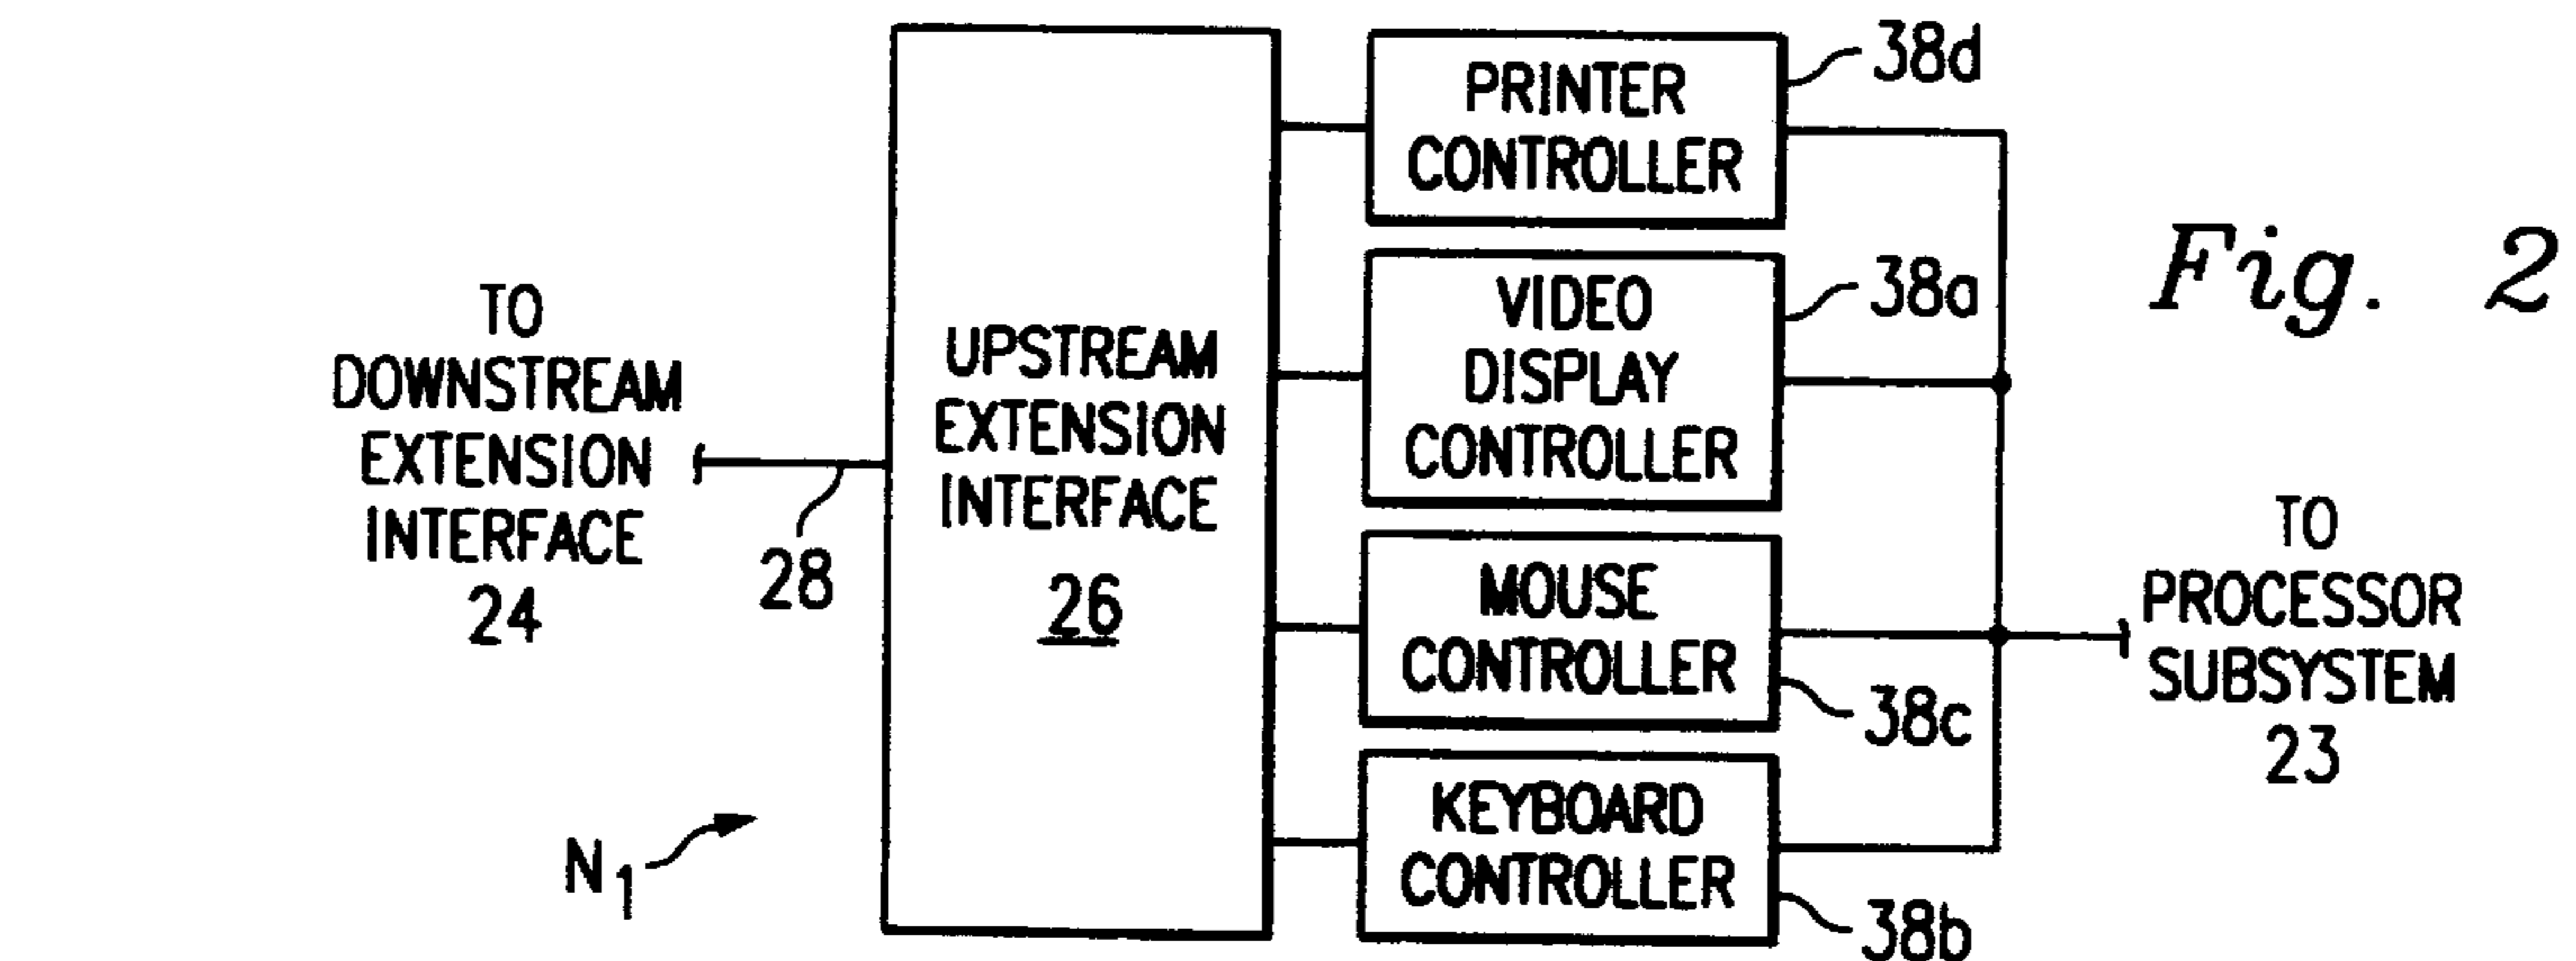 TO
DOWNSTREAM
EXTENSION
INTERFACE
24
28
N1
UPSTREAM
EXTENSION
INTERFACE
26
PRINTER
CONTROLLER
38d
VIDEO
DISPLAY
CONTROLLER
38a
MOUSE
CONTROLLER
38c
KEYBOARD
CONTROLLER
38b
TO
PROCESSOR
SUBSYSTEM
23
Fig. 2